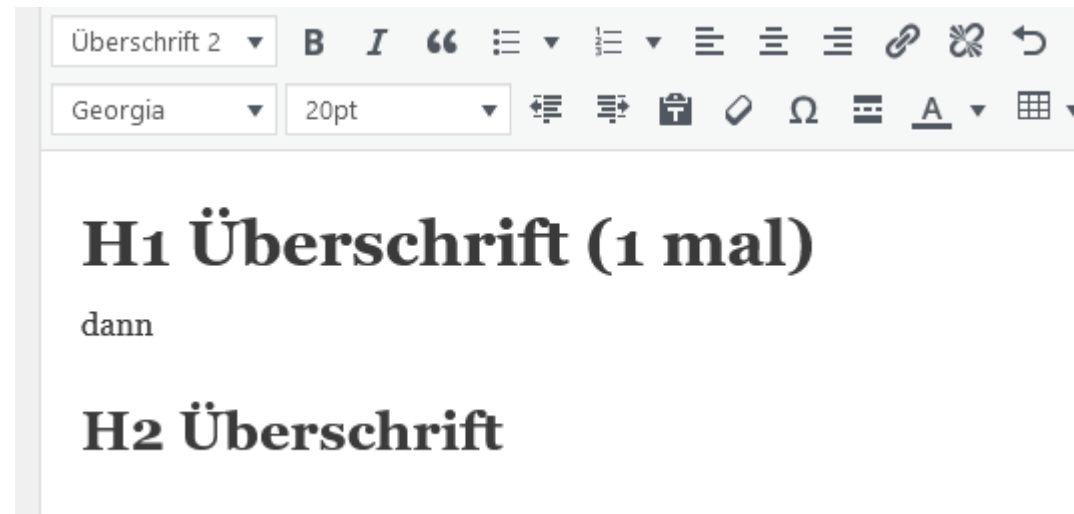 Überschrift 2 B I
Georgia 20pt Ω A
H1 Überschrift (1 mal)
dann
H2 Überschrift